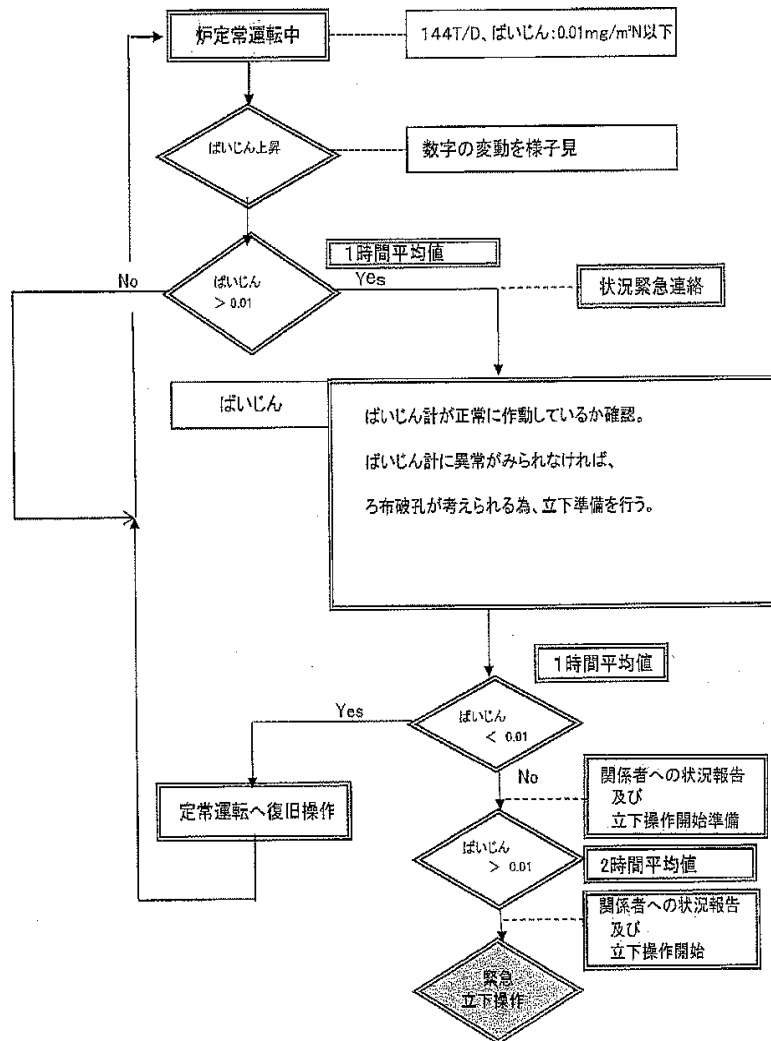 炉定常運転中
144T/D、ばいじん:0.01mg/m³N以下
ばいじん上昇
数字の変動を様子見
1時間平均値
No
ばいじん
> 0.01
Yes
状況緊急連絡
ばいじん
ばいじん計が正常に作動しているか確認。
ばいじん計に異常がみられなければ、
ろ布破孔が考えられる為、立下準備を行う。
1時間平均値
Yes
ばいじん
< 0.01
No
定常運転へ復旧操作
関係者への状況報告
及び
立下操作開始準備
ばいじん
> 0.01
2時間平均値
関係者への状況報告
及び
立下操作開始
緊急
立下操作